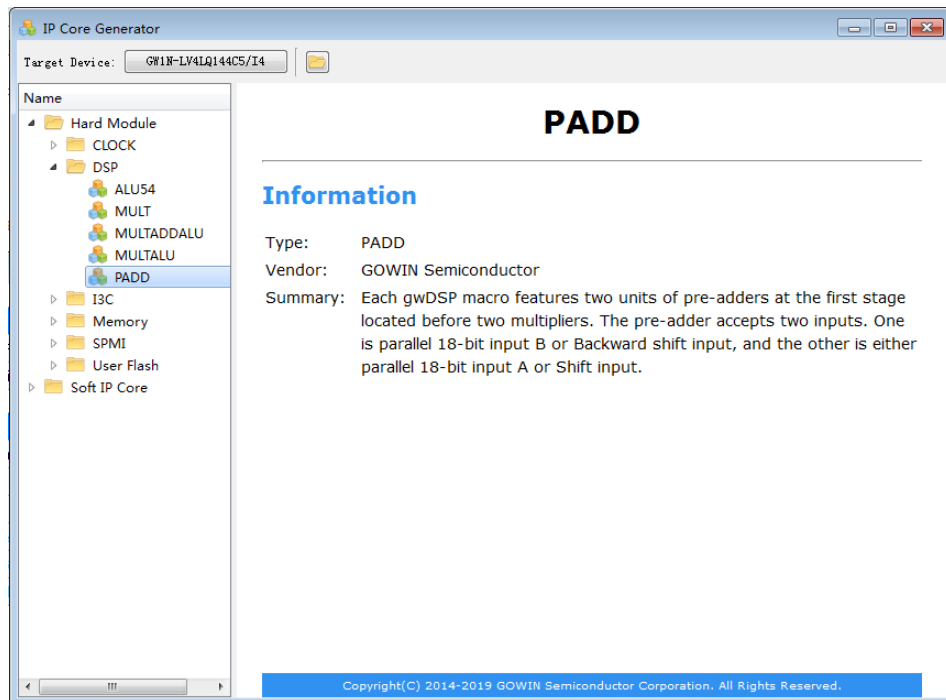 IP Core Generator
Target Device: GW1N-LV4LQ144C5/I4
Name
Hard Module
CLOCK
DSP
ALU54
MULT
MULTADDALU
MULTALU
PADD
I3C
Memory
SPMI
User Flash
Soft IP Core
PADD
Information
Type: PADD
Vendor: GOWIN Semiconductor
Summary: Each gwDSP macro features two units of pre-adders at the first stage
located before two multipliers. The pre-adder accepts two inputs. One
is parallel 18-bit input B or Backward shift input, and the other is either
parallel 18-bit input A or Shift input.
Copyright(C) 2014-2019 GOWIN Semiconductor Corporation. All Rights Reserved.